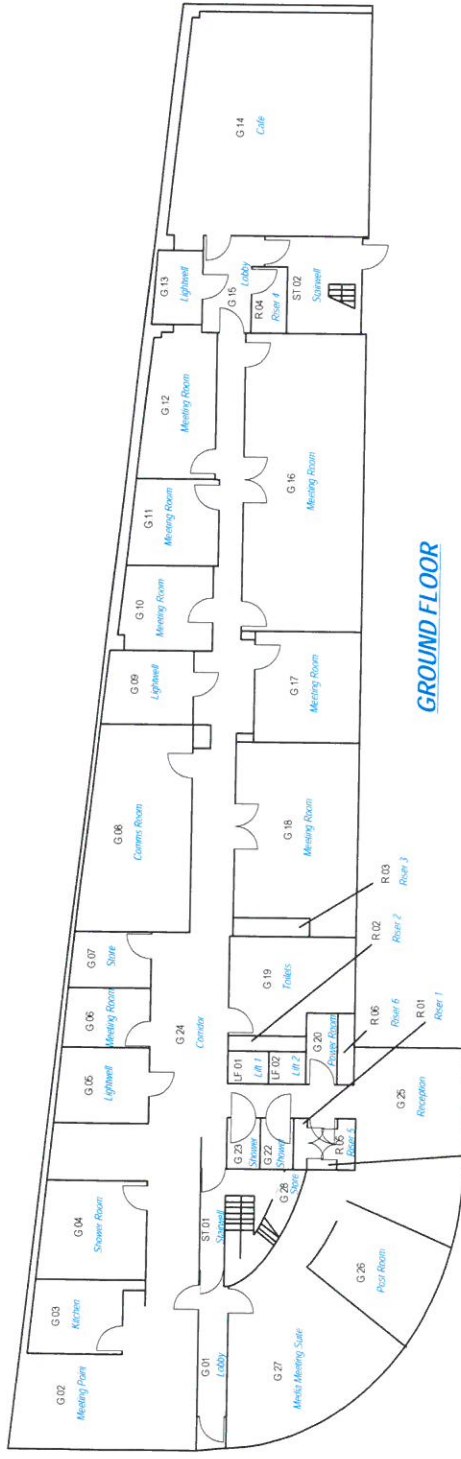 G 14
Cafe
G 13
Lightwell
G 15
Lobby
R 04
Riser 4
ST 02
Stairwell
G 12
Meeting Room
G 11
Meeting Room
G 10
Meeting Room
G 16
Meeting Room
G 09
Lightwell
G 17
Meeting Room
G 08
Comms Room
G 18
Meeting Room
GROUND FLOOR
G 07
Store
G 06
Meeting Room
G 05
Lightwell
G 24
Corridor
G 19
Toilets
R 03
Riser 3
R 02
Riser 2
LF 01
Lift 1
LF 02
Lift 2
G 20
Power Room
R 06
Riser 6
R 01
Riser 1
G 04
Shower Room
G 03
Kitchen
G 02
Meeting Point
G 23
Shower
G 22
Shower
R 05
Riser 5
G 25
Reception
G 28
Store
ST 01
Stairwell
G 01
Lobby
G 26
Post Room
G 27
Media Meeting Suite